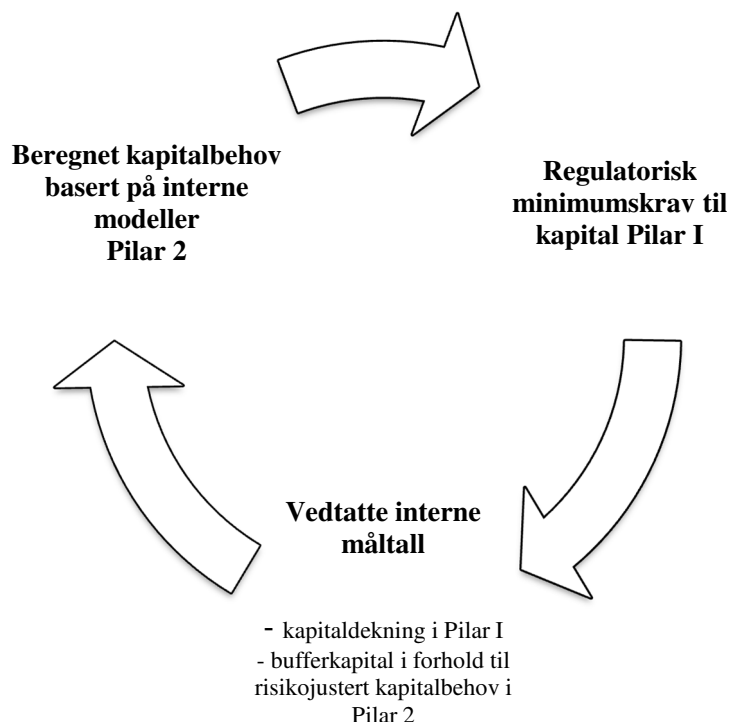 Beregnet kapitalbehov
basert på interne
modeller
Pilar 2
Regulatorisk
minimumskrav til
kapital Pilar I
Vedtatte interne
måltall
- kapitaldekning i Pilar I
- bufferkapital i forhold til
risikojustert kapitalbehov i
Pilar 2